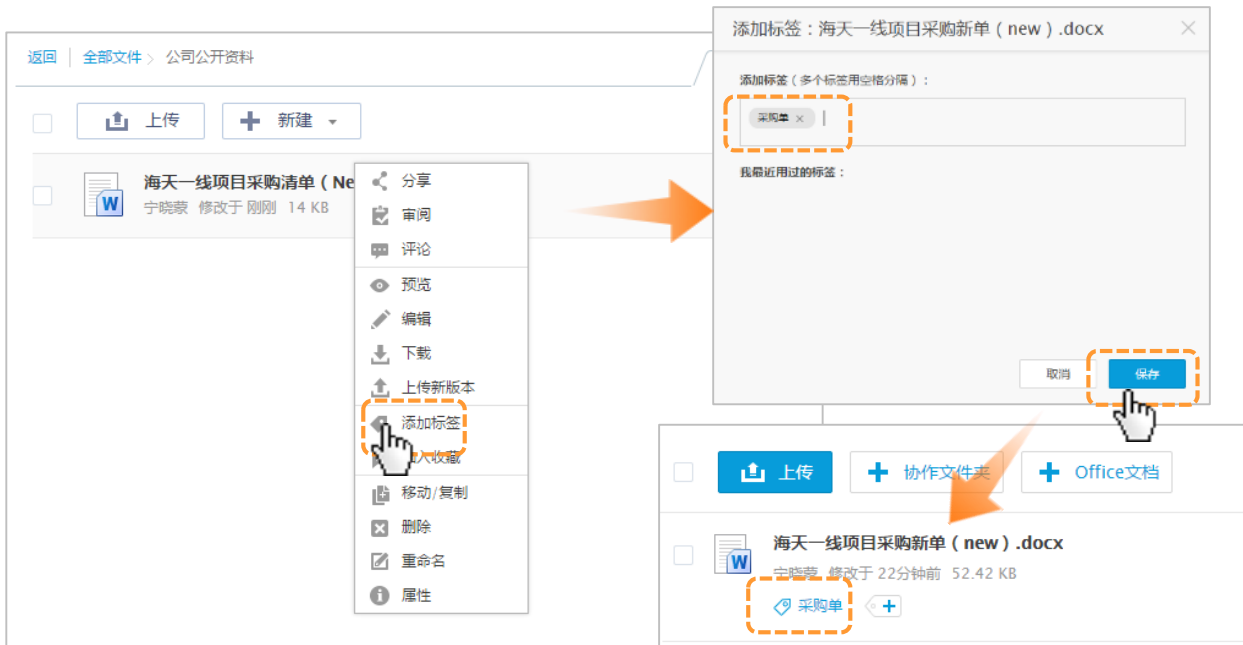 返回 全部文件 > 公司公开资料
上传 新建
海天一线项目采购清单（Ne
宁晓蒙 修改于 刚刚 14 KB
分享
审阅
评论
预览
编辑
下载
上传新版本
添加标签
入收藏
移动/复制
删除
重命名
属性
添加标签：海天一线项目采购新单（new）.docx
添加标签（多个标签用空格分隔）：
采购单 ×
我最近用过的标签：
取消 保存
上传 协作文件夹 Office文档
海天一线项目采购新单（new）.docx
宁晓蒙 修改于 22分钟前 52.42 KB
采购单